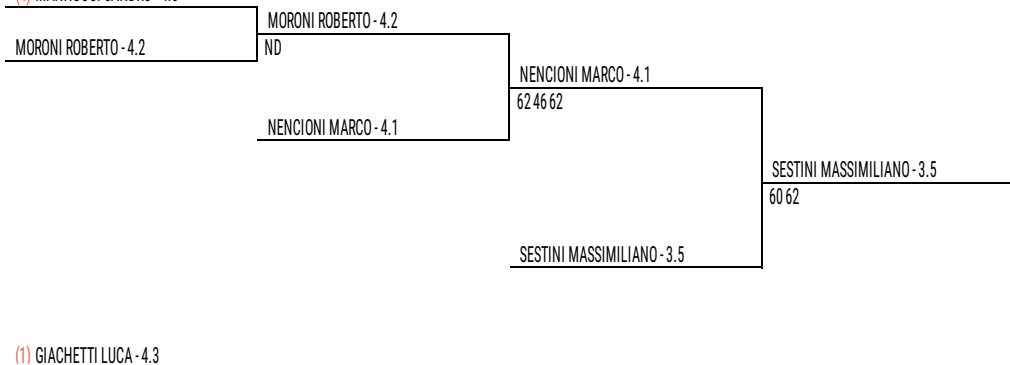 MORONI ROBERTO - 4.2
MORONI ROBERTO - 4.2
ND
NENCIONI MARCO - 4.1
62 46 62
NENCIONI MARCO - 4.1
SESTINI MASSIMILIANO - 3.5
60 62
SESTINI MASSIMILIANO - 3.5
(1) GIACHETTI LUCA - 4.3